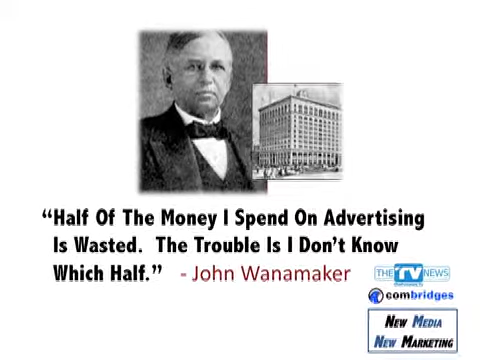 “Half Of The Money I Spend On Advertising
Is Wasted. The Trouble Is I Don’t Know
Which Half.” - John Wanamaker
THE TV NEWS
combridges
New Media
New Marketing